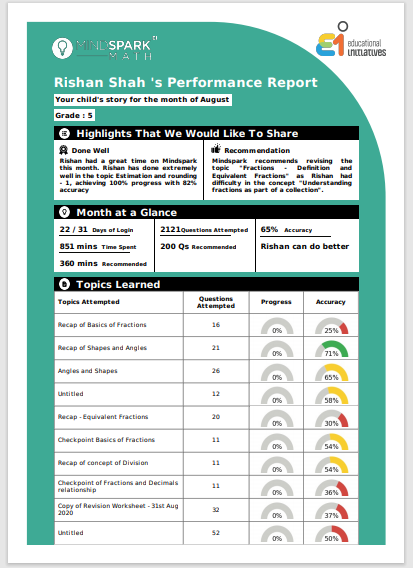 MINDSPARK
MATH
educational
initiatives
Rishan Shah 's Performance Report
Your child's story for the month of August
Grade : 5
Highlights That We Would Like To Share
Done Well
Rishan had a great time on Mindspark
this month. Rishan has done extremely
well in the topic Estimation and rounding
- 1, achieving 100% progress with 82%
accuracy
Recommendation
Mindspark recommends revising the
topic "Fractions - Definition and
Equivalent Fractions" as Rishan had
difficulty in the concept "Understanding
fractions as part of a collection".
Month at a Glance
22 / 31 Days of Login
851 mins Time Spent
360 mins Recommended
2121Questions Attempted
200 Qs Recommended
65% Accuracy
Rishan can do better
Topics Learned
Topics Attempted Questions Attempted Progress Accuracy
Recap of Basics of Fractions 16 0% 25%
Recap of Shapes and Angles 21 0% 71%
Angles and Shapes 26 0% 65%
Untitled 12 0% 58%
Recap - Equivalent Fractions 20 0% 30%
Checkpoint Basics of Fractions 11 0% 54%
Recap of concept of Division 11 0% 54%
Checkpoint of Fractions and Decimals
relationship 11 0% 36%
Copy of Revision Worksheet - 31st Aug
2020 32 0% 37%
Untitled 52 0% 50%